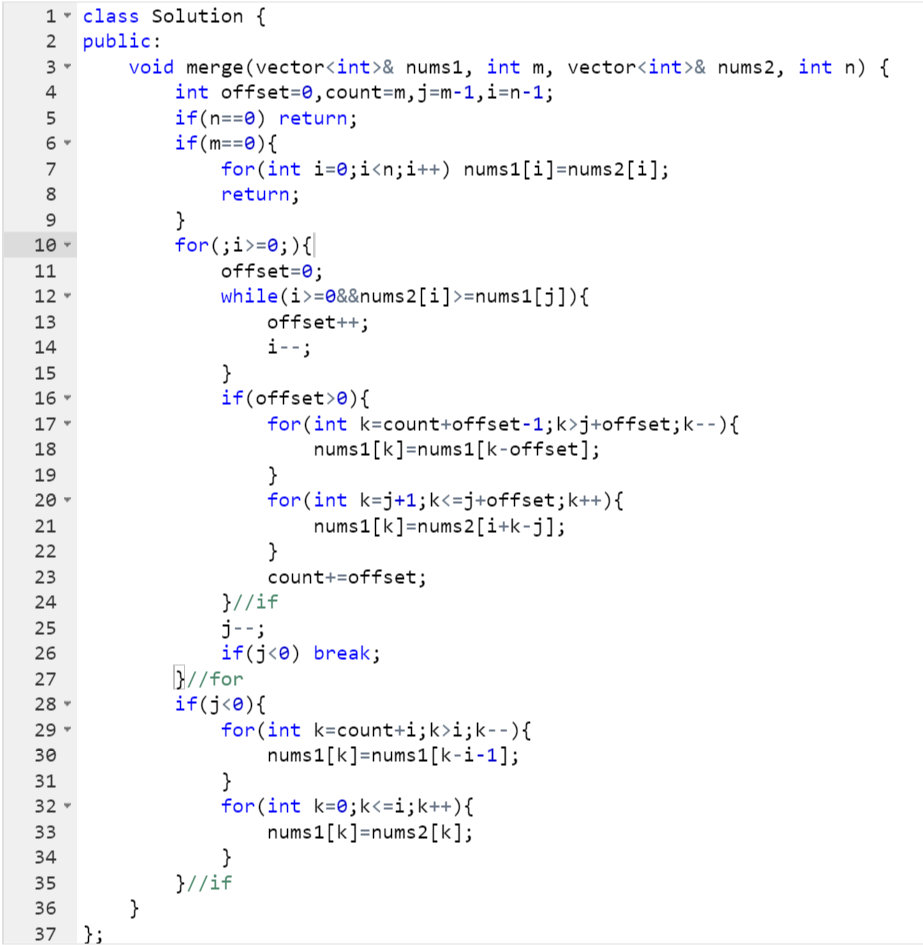 1 class Solution {
2 public:
3     void merge(vector<int>& nums1, int m, vector<int>& nums2, int n) {
4         int offset=0,count=m,j=m-1,i=n-1;
5         if(n==0) return;
6         if(m==0){
7             for(int i=0;i<n;i++) nums1[i]=nums2[i];
8             return;
9         }
10         for(;i>=0;){
11             offset=0;
12             while(i>=0&&nums2[i]>=nums1[j]){
13                 offset++;
14                 i--;
15             }
16             if(offset>0){
17                 for(int k=count+offset-1;k>j+offset;k--){
18                     nums1[k]=nums1[k-offset];
19                 }
20                 for(int k=j+1;k<=j+offset;k++){
21                     nums1[k]=nums2[i+k-j];
22                 }
23                 count+=offset;
24             }//if
25             j--;
26             if(j<0) break;
27         }//for
28         if(j<0){
29             for(int k=count+i;k>i;k--){
30                 nums1[k]=nums1[k-i-1];
31             }
32             for(int k=0;k<=i;k++){
33                 nums1[k]=nums2[k];
34             }
35         }//if
36     }
37 };